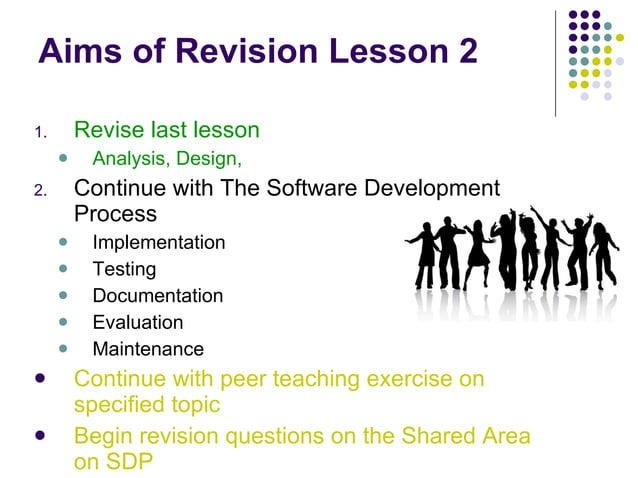 Aims of Revision Lesson 2
1. Revise last lesson
● Analysis, Design,
2. Continue with The Software Development
Process
● Implementation
● Testing
● Documentation
● Evaluation
● Maintenance
● Continue with peer teaching exercise on
specified topic
● Begin revision questions on the Shared Area
on SDP